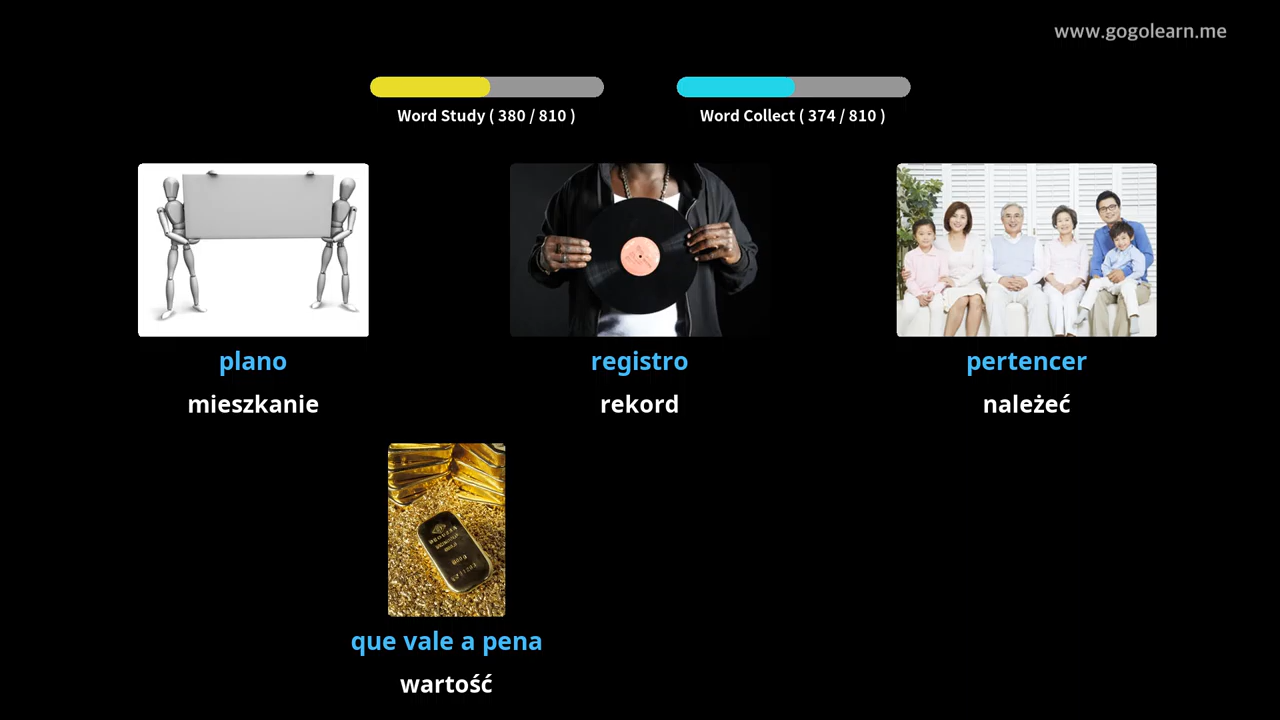 www.gogolearn.me
Word Study ( 380 / 810 )
Word Collect ( 374 / 810 )
plano
registro
pertencer
mieszkanie
rekord
należeć
que vale a pena
wartość